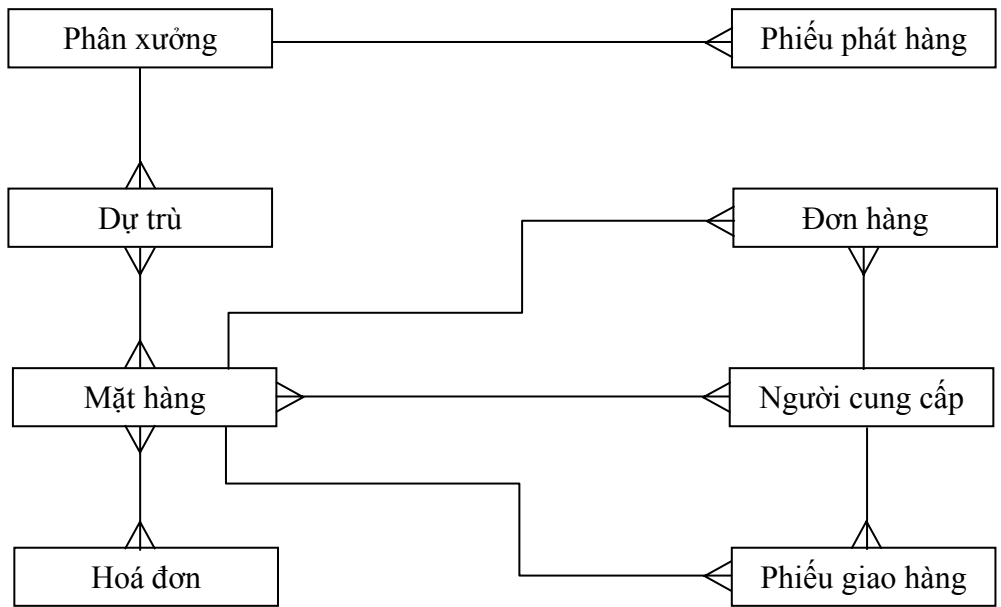 Phân xưởng
Phiếu phát hàng
Dự trù
Đơn hàng
Mặt hàng
Người cung cấp
Hoá đơn
Phiếu giao hàng